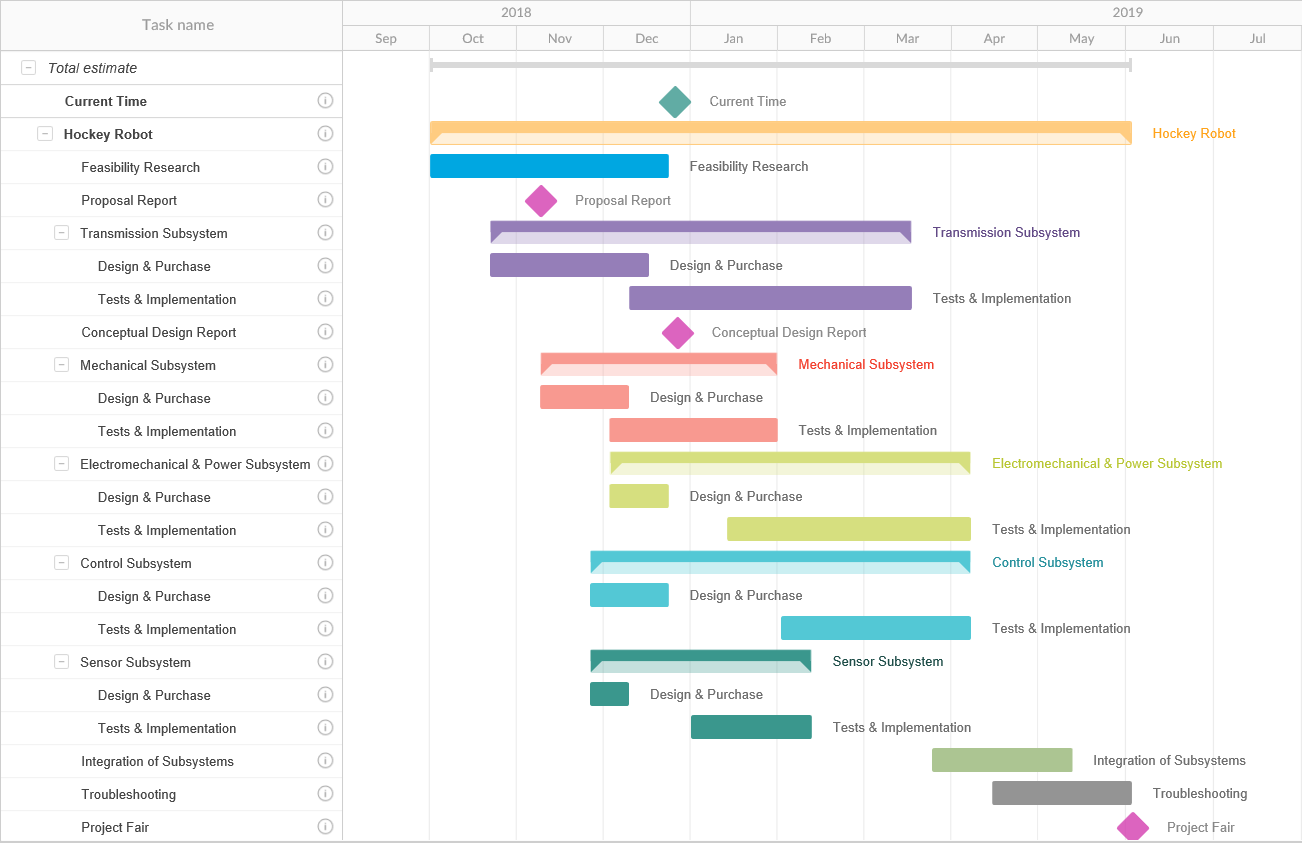 Task name
2018 2019
Sep Oct Nov Dec Jan Feb Mar Apr May Jun Jul
Total estimate
Current Time Current Time
Hockey Robot Hockey Robot
Feasibility Research Feasibility Research
Proposal Report Proposal Report
Transmission Subsystem Transmission Subsystem
Design & Purchase Design & Purchase
Tests & Implementation Tests & Implementation
Conceptual Design Report Conceptual Design Report
Mechanical Subsystem Mechanical Subsystem
Design & Purchase Design & Purchase
Tests & Implementation Tests & Implementation
Electromechanical & Power Subsystem Electromechanical & Power Subsystem
Design & Purchase Design & Purchase
Tests & Implementation Tests & Implementation
Control Subsystem Control Subsystem
Design & Purchase Design & Purchase
Tests & Implementation Tests & Implementation
Sensor Subsystem Sensor Subsystem
Design & Purchase Design & Purchase
Tests & Implementation Tests & Implementation
Integration of Subsystems Integration of Subsystems
Troubleshooting Troubleshooting
Project Fair Project Fair